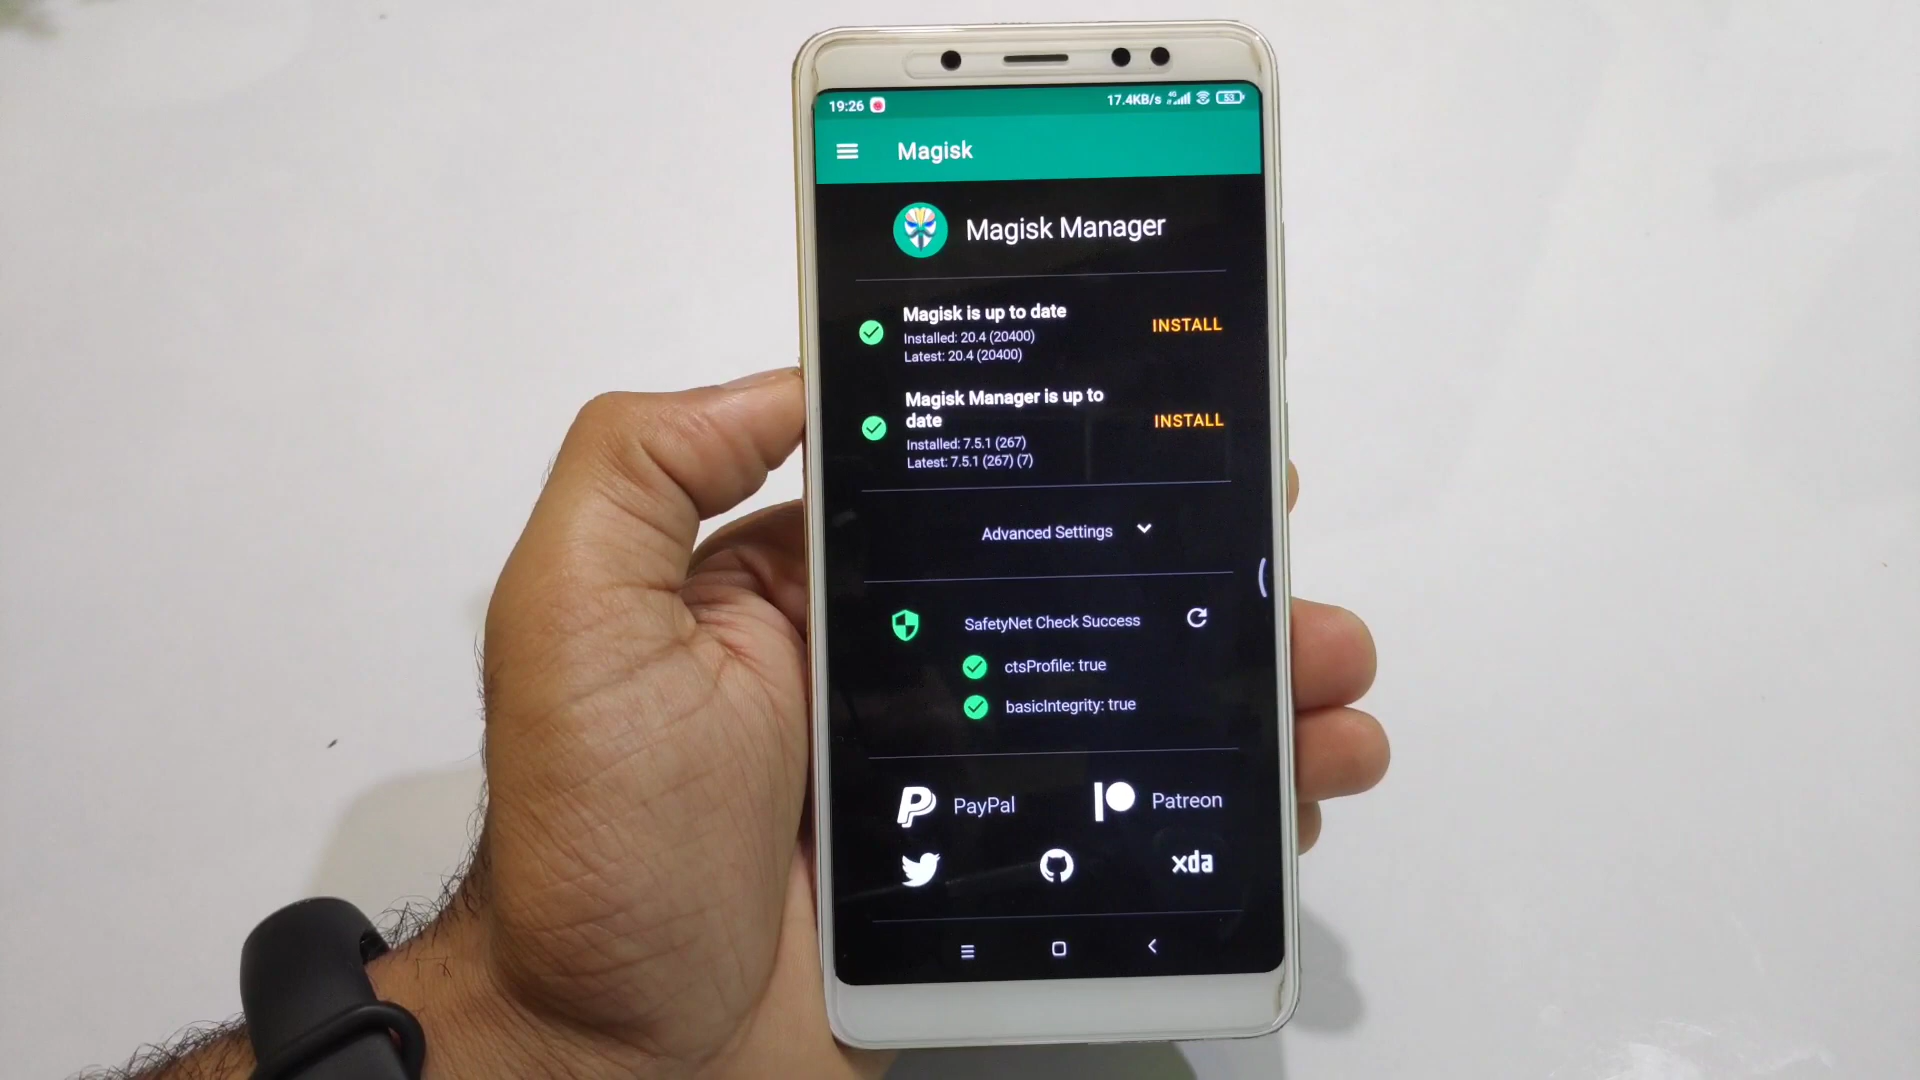 19:26
17.4KB/s 4G 53
Magisk
Magisk Manager
Magisk is up to date
Installed: 20.4 (20400)
Latest: 20.4 (20400)
INSTALL
Magisk Manager is up to
date
Installed: 7.5.1 (267)
Latest: 7.5.1 (267) (7)
INSTALL
Advanced Settings
SafetyNet Check Success
ctsProfile: true
basicIntegrity: true
PayPal
Patreon
xda